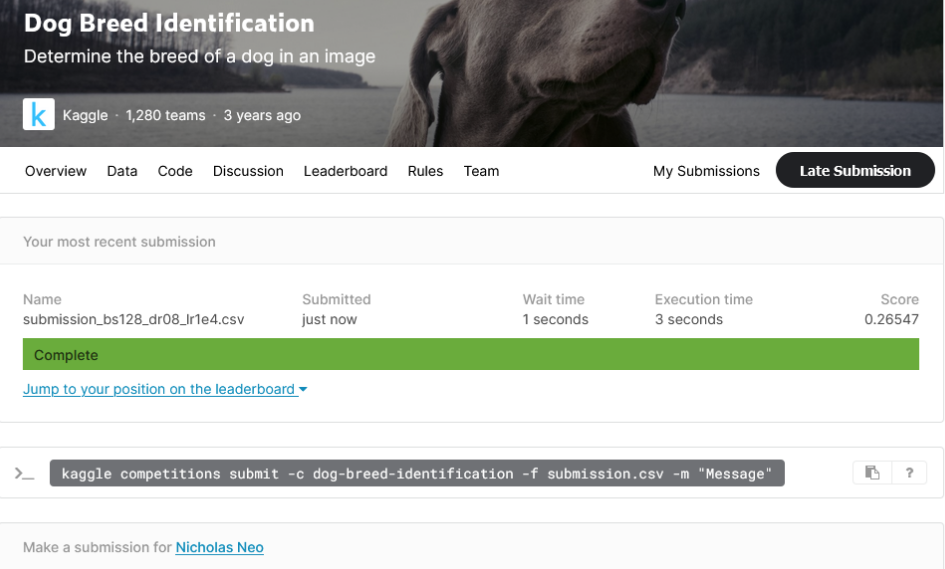 Dog Breed Identification
Determine the breed of a dog in an image
k Kaggle · 1,280 teams · 3 years ago
Overview Data Code Discussion Leaderboard Rules Team My Submissions Late Submission
Your most recent submission
Name Submitted Wait time Execution time Score
submission_bs128_dr08_lr1e4.csv just now 1 seconds 3 seconds 0.26547
Complete
Jump to your position on the leaderboard
>_ kaggle competitions submit -c dog-breed-identification -f submission.csv -m "Message" ?
Make a submission for Nicholas Neo